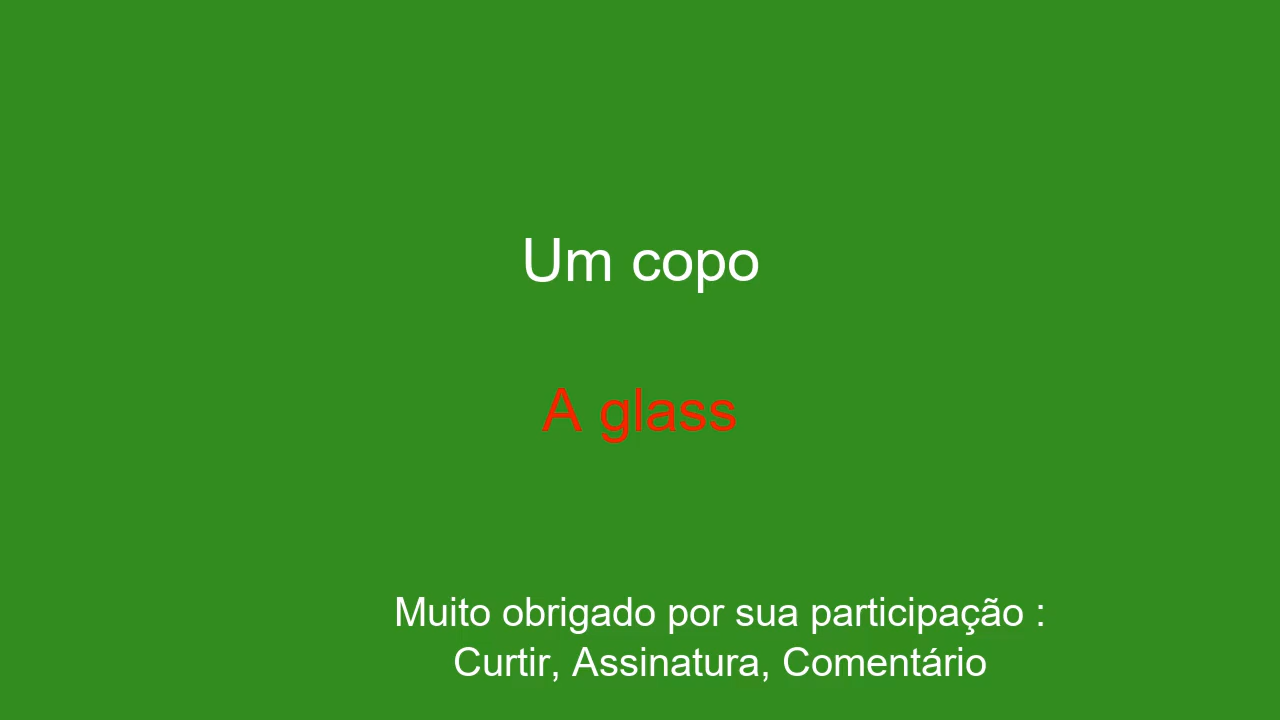 Um copo
A glass
Muito obrigado por sua participação :
Curtir, Assinatura, Comentário